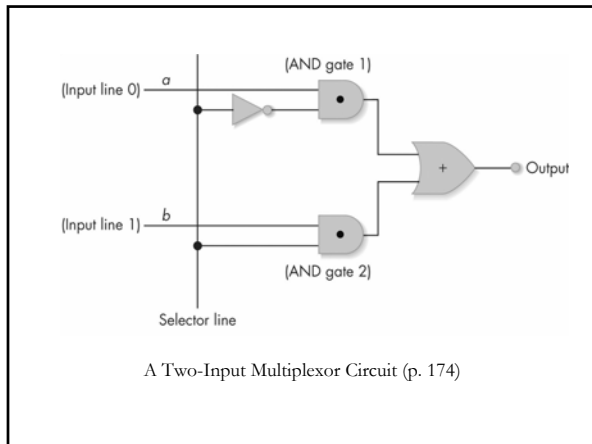 (AND gate 1)
a
(Input line 0)
+
Output
b
(Input line 1)
(AND gate 2)
Selector line
A Two-Input Multiplexor Circuit (p. 174)